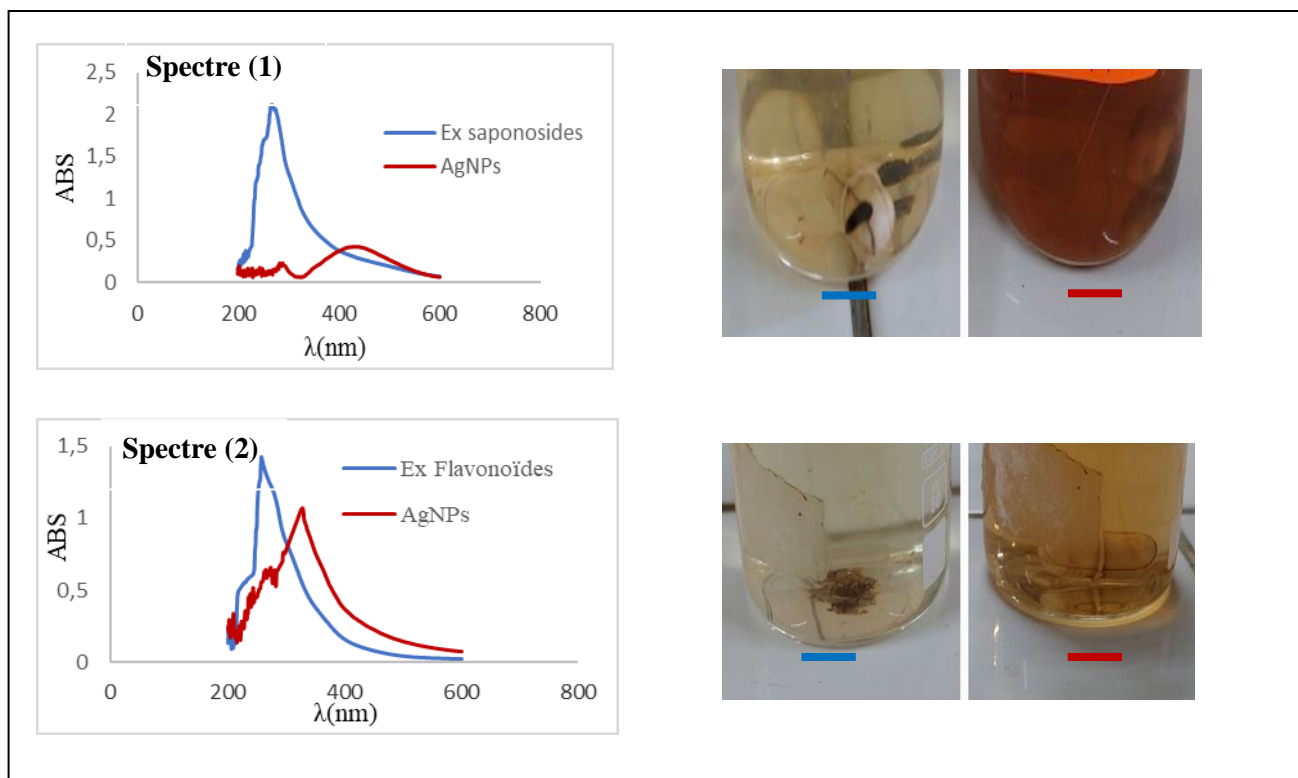 Spectre (1)
2,5
2
1,5
1
0,5
0
ABS
Ex saponosides
AgNPs
0
200
400
600
800
λ(nm)
Spectre (2)
1,5
1
0,5
0
ABS
Ex Flavonoïdes
AgNPs
0
200
400
600
800
λ(nm)